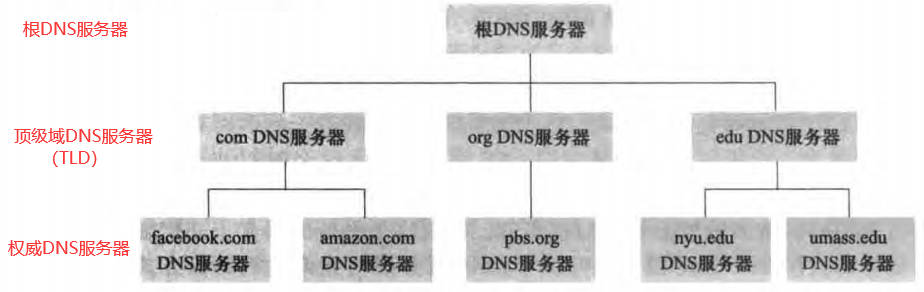 根DNS服务器
根DNS服务器
顶级域DNS服务器
(TLD)
com DNS服务器
org DNS服务器
edu DNS服务器
权威DNS服务器
facebook.com
DNS服务器
amazon.com
DNS服务器
pbs.org
DNS服务器
nyu.edu
DNS服务器
umass.edu
DNS服务器